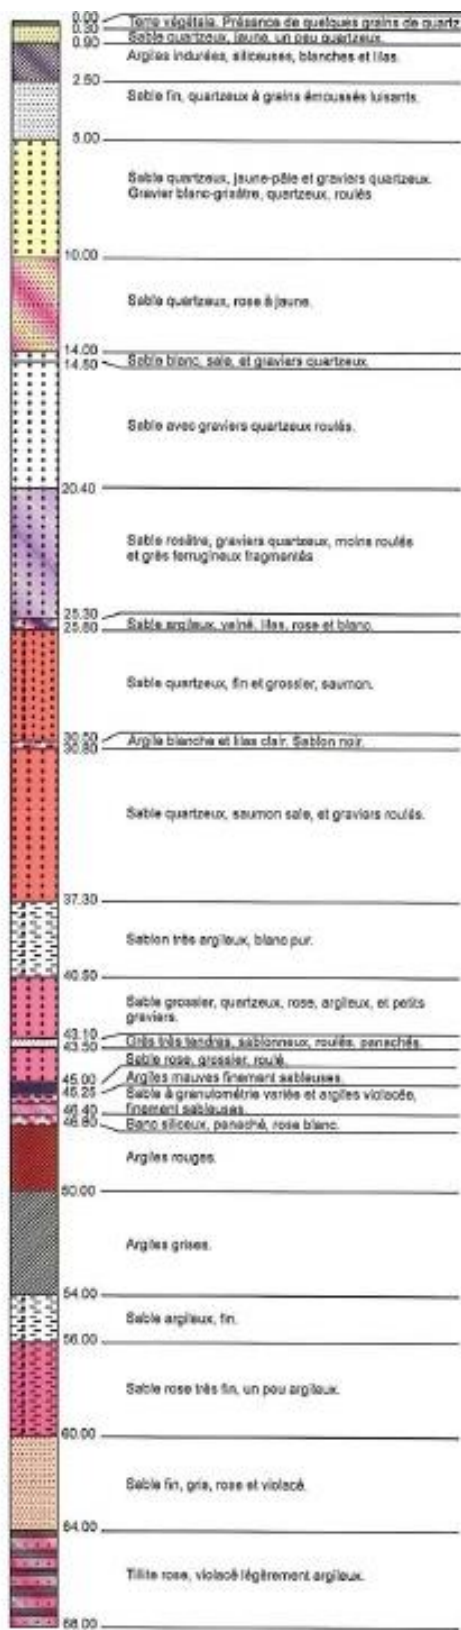 0.00
Terre végétale. Présence de quelques grains de quartz
0.30
Sable quartzeux, jaune, un peu quartzeux.
0.90
Argiles indurées, siliceuses, blanches et lilas.
2.50
Sable fin, quartzeux à grains émoussés luisants.
5.00
Sable quartzeux, jaune-pâle et graviers quartzeux.
Gravier blanc-grisâtre, quartzeux, roulés
10.00
Sable quartzeux, rose à jaune.
14.00
Sable blanc, sale, et graviers quartzeux.
14.50
Sable avec graviers quartzeux roulés.
20.40
Sable rosâtre, graviers quartzeux, moins roulés
et grès ferrugineux fragmentés
25.30
Sable argileux, veiné, lilas, rose et blanc.
25.80
Sable quartzeux, fin et grossier, saumon.
30.50
Argile blanche et lilas clair. Sablon noir.
30.80
Sable quartzeux, saumon sale, et graviers roulés.
37.30
Sablon très argileux, blanc pur.
40.50
Sable grossier, quartzeux, rose, argileux, et petits
graviers.
43.10
Grès très tendres, sablonneux, roulés, panachés.
43.50
Sable rose, grossier, roulé.
45.00
Argiles mauves finement sableuses.
45.25
Sable à granulométrie variée et argiles violacée,
finement sableuses.
46.40
Banc siliceux, panaché, rose blanc.
46.80
Argiles rouges.
50.00
Argiles grises.
54.00
Sable argileux, fin.
56.00
Sable rose très fin, un peu argileux.
60.00
Sable fin, gris, rose et violacé.
64.00
Tillite rose, violacé légèrement argileux.
68.00